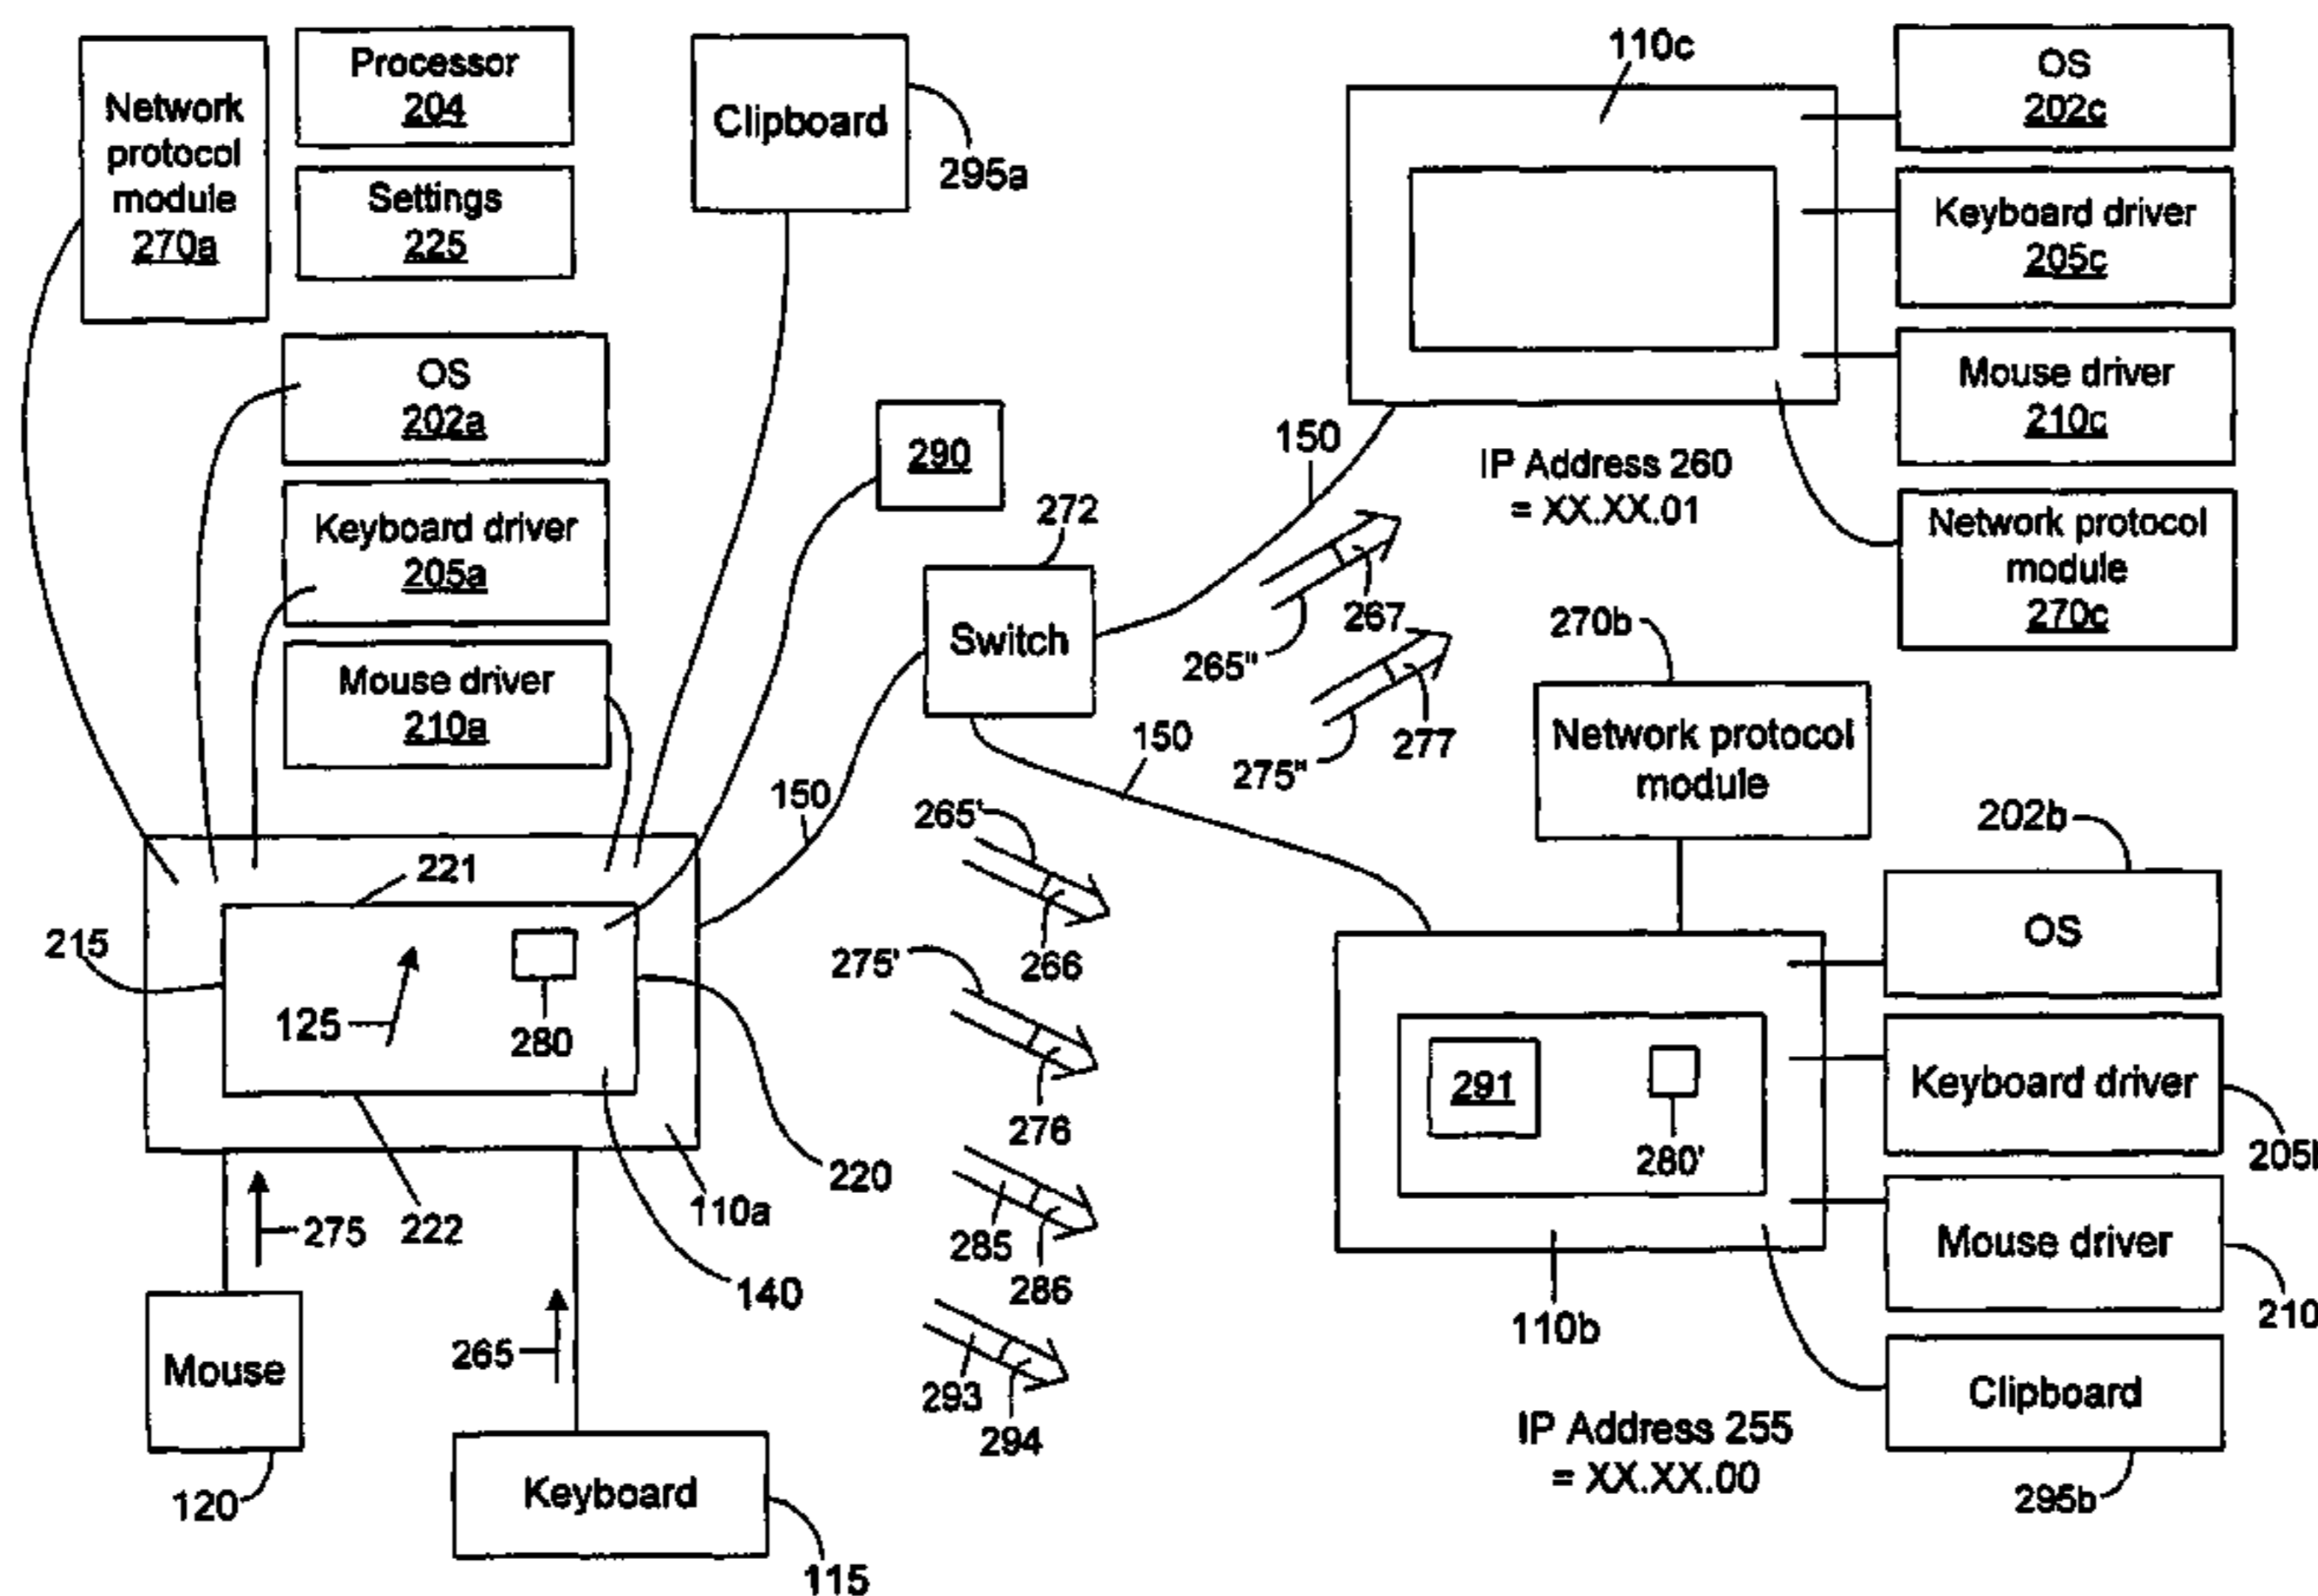 Network
protocol
module
270a
Processor
204
Settings
225
Clipboard
295a
OS
202a
Keyboard driver
205a
Mouse driver
210a
290
272
Switch
150
110c
OS
202c
Keyboard driver
205c
Mouse driver
210c
Network protocol
module
270c
150
IP Address 260
= XX.XX.01
267
265"
277
275"
270b
Network protocol
module
150
265'
266
275'
276
285
286
293
294
221
215
125
280
220
110a
222
140
275
265
Mouse
120
Keyboard
115
202b
OS
291
280'
Keyboard driver
205b
Mouse driver
210
110b
Clipboard
295b
IP Address 255
= XX.XX.00